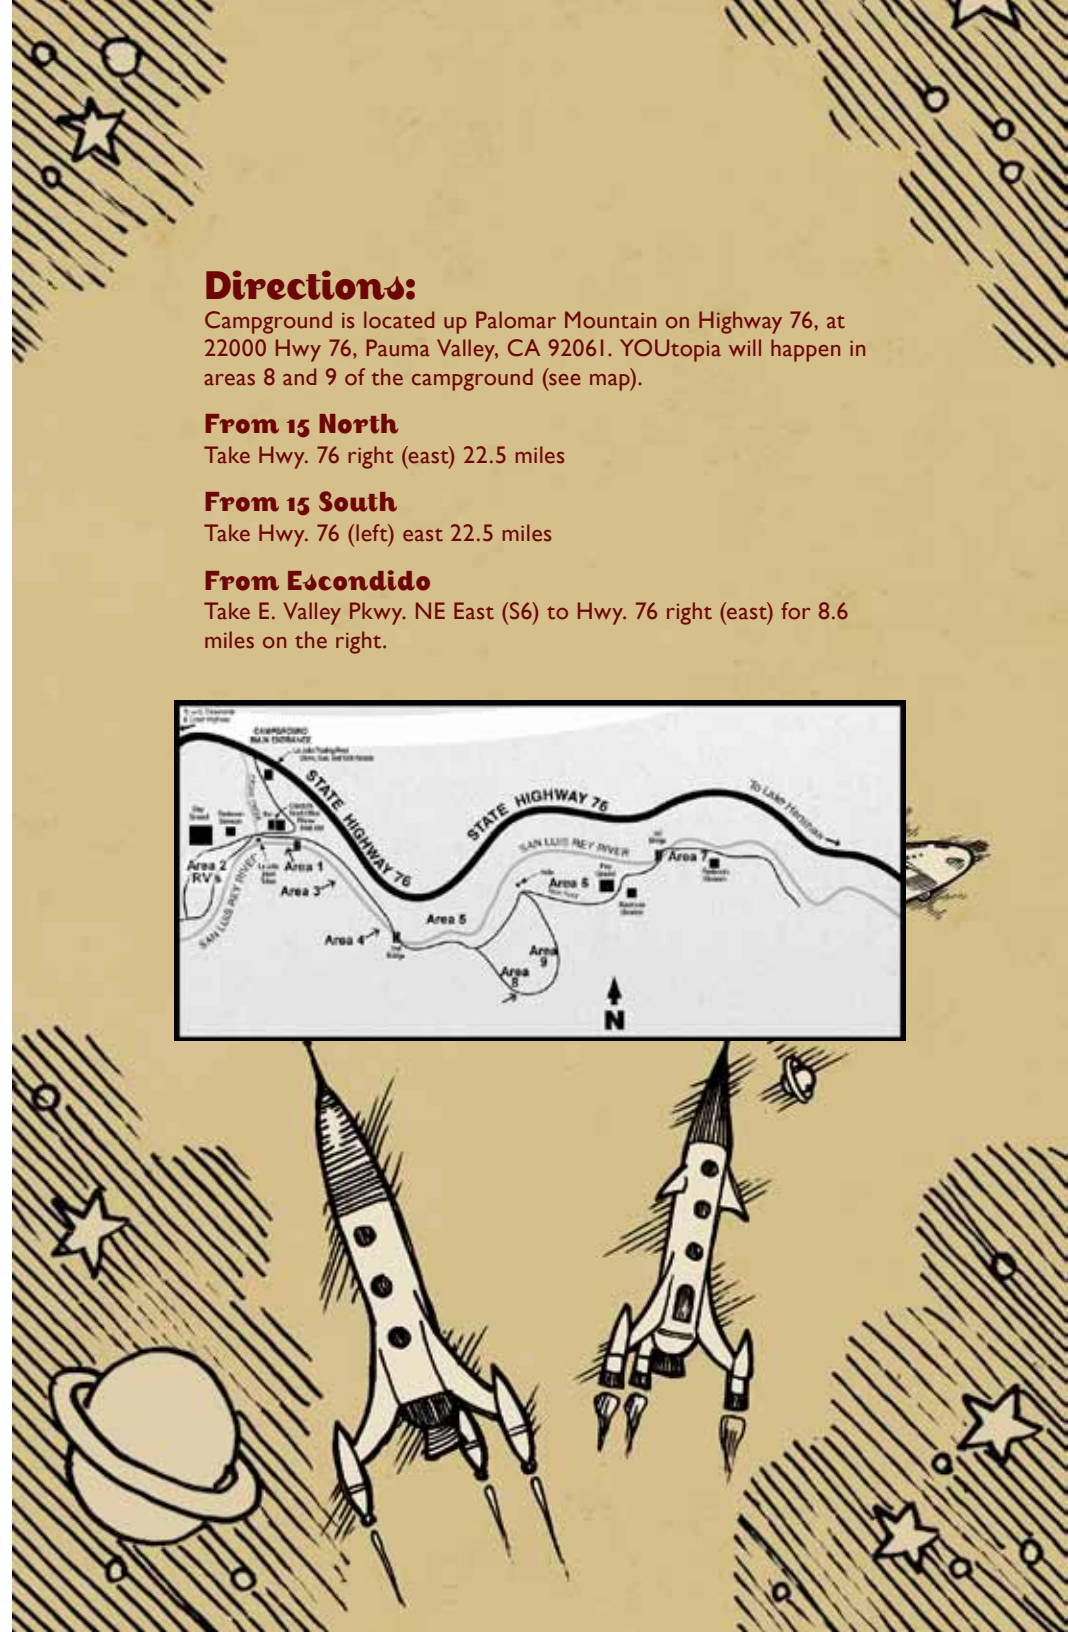 Directions:
Campground is located up Palomar Mountain on Highway 76, at
22000 Hwy 76, Pauma Valley, CA 92061. YOUtopia will happen in
areas 8 and 9 of the campground (see map).
From 15 North
Take Hwy. 76 right (east) 22.5 miles
From 15 South
Take Hwy. 76 (left) east 22.5 miles
From Escondido
Take E. Valley Pkwy. NE East (S6) to Hwy. 76 right (east) for 8.6
miles on the right.
CAMPGROUND
MAIN ENTRANCE
STATE HIGHWAY 76
STATE HIGHWAY 76
To Lake Henshaw
SAN LUIS REY RIVER
Area 7
Area 2
RV's
Area 1
Area 3
SAN LUIS REY RIVER
Area 6
Area 5
Area 4
Area
9
Area
8
N